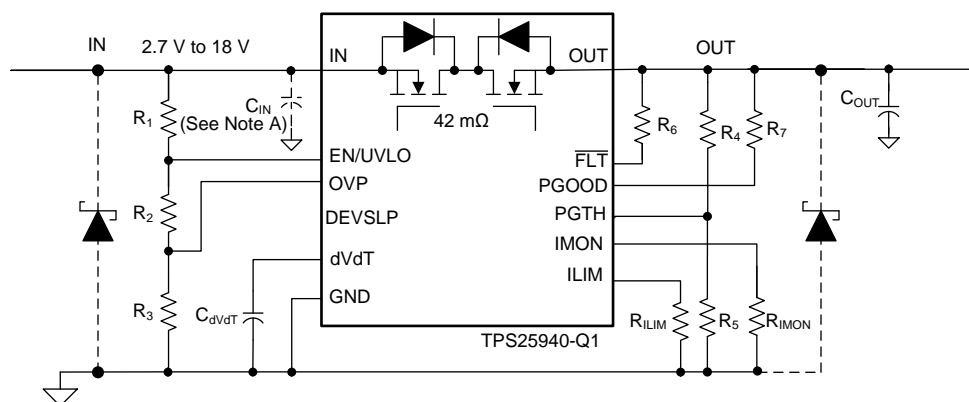 IN 2.7 V to 18 V
IN
OUT
OUT
42 mΩ
R1
CIN
(See Note A)
EN/UVLO
OVP
R2
DEVSLP
dVdT
R3
CdVdT
GND
R6
R4
R7
COUT
FLT
PGOOD
PGTH
IMON
ILIM
RILIM
R5
RIMON
TPS25940-Q1